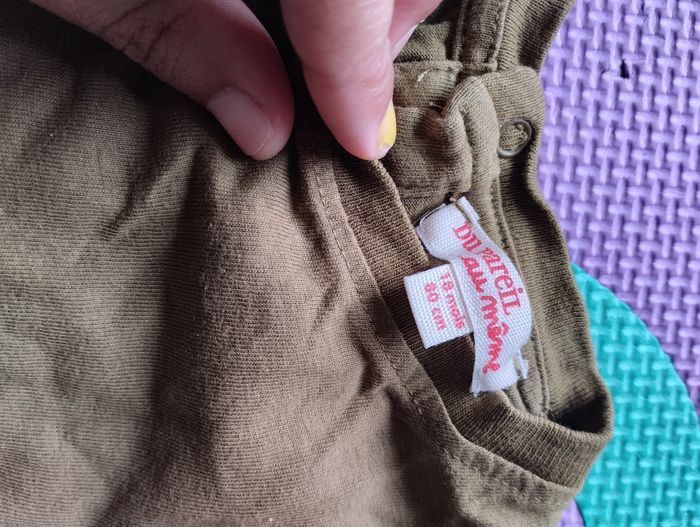 DU PAREIL
au même
18 mois
80 cm